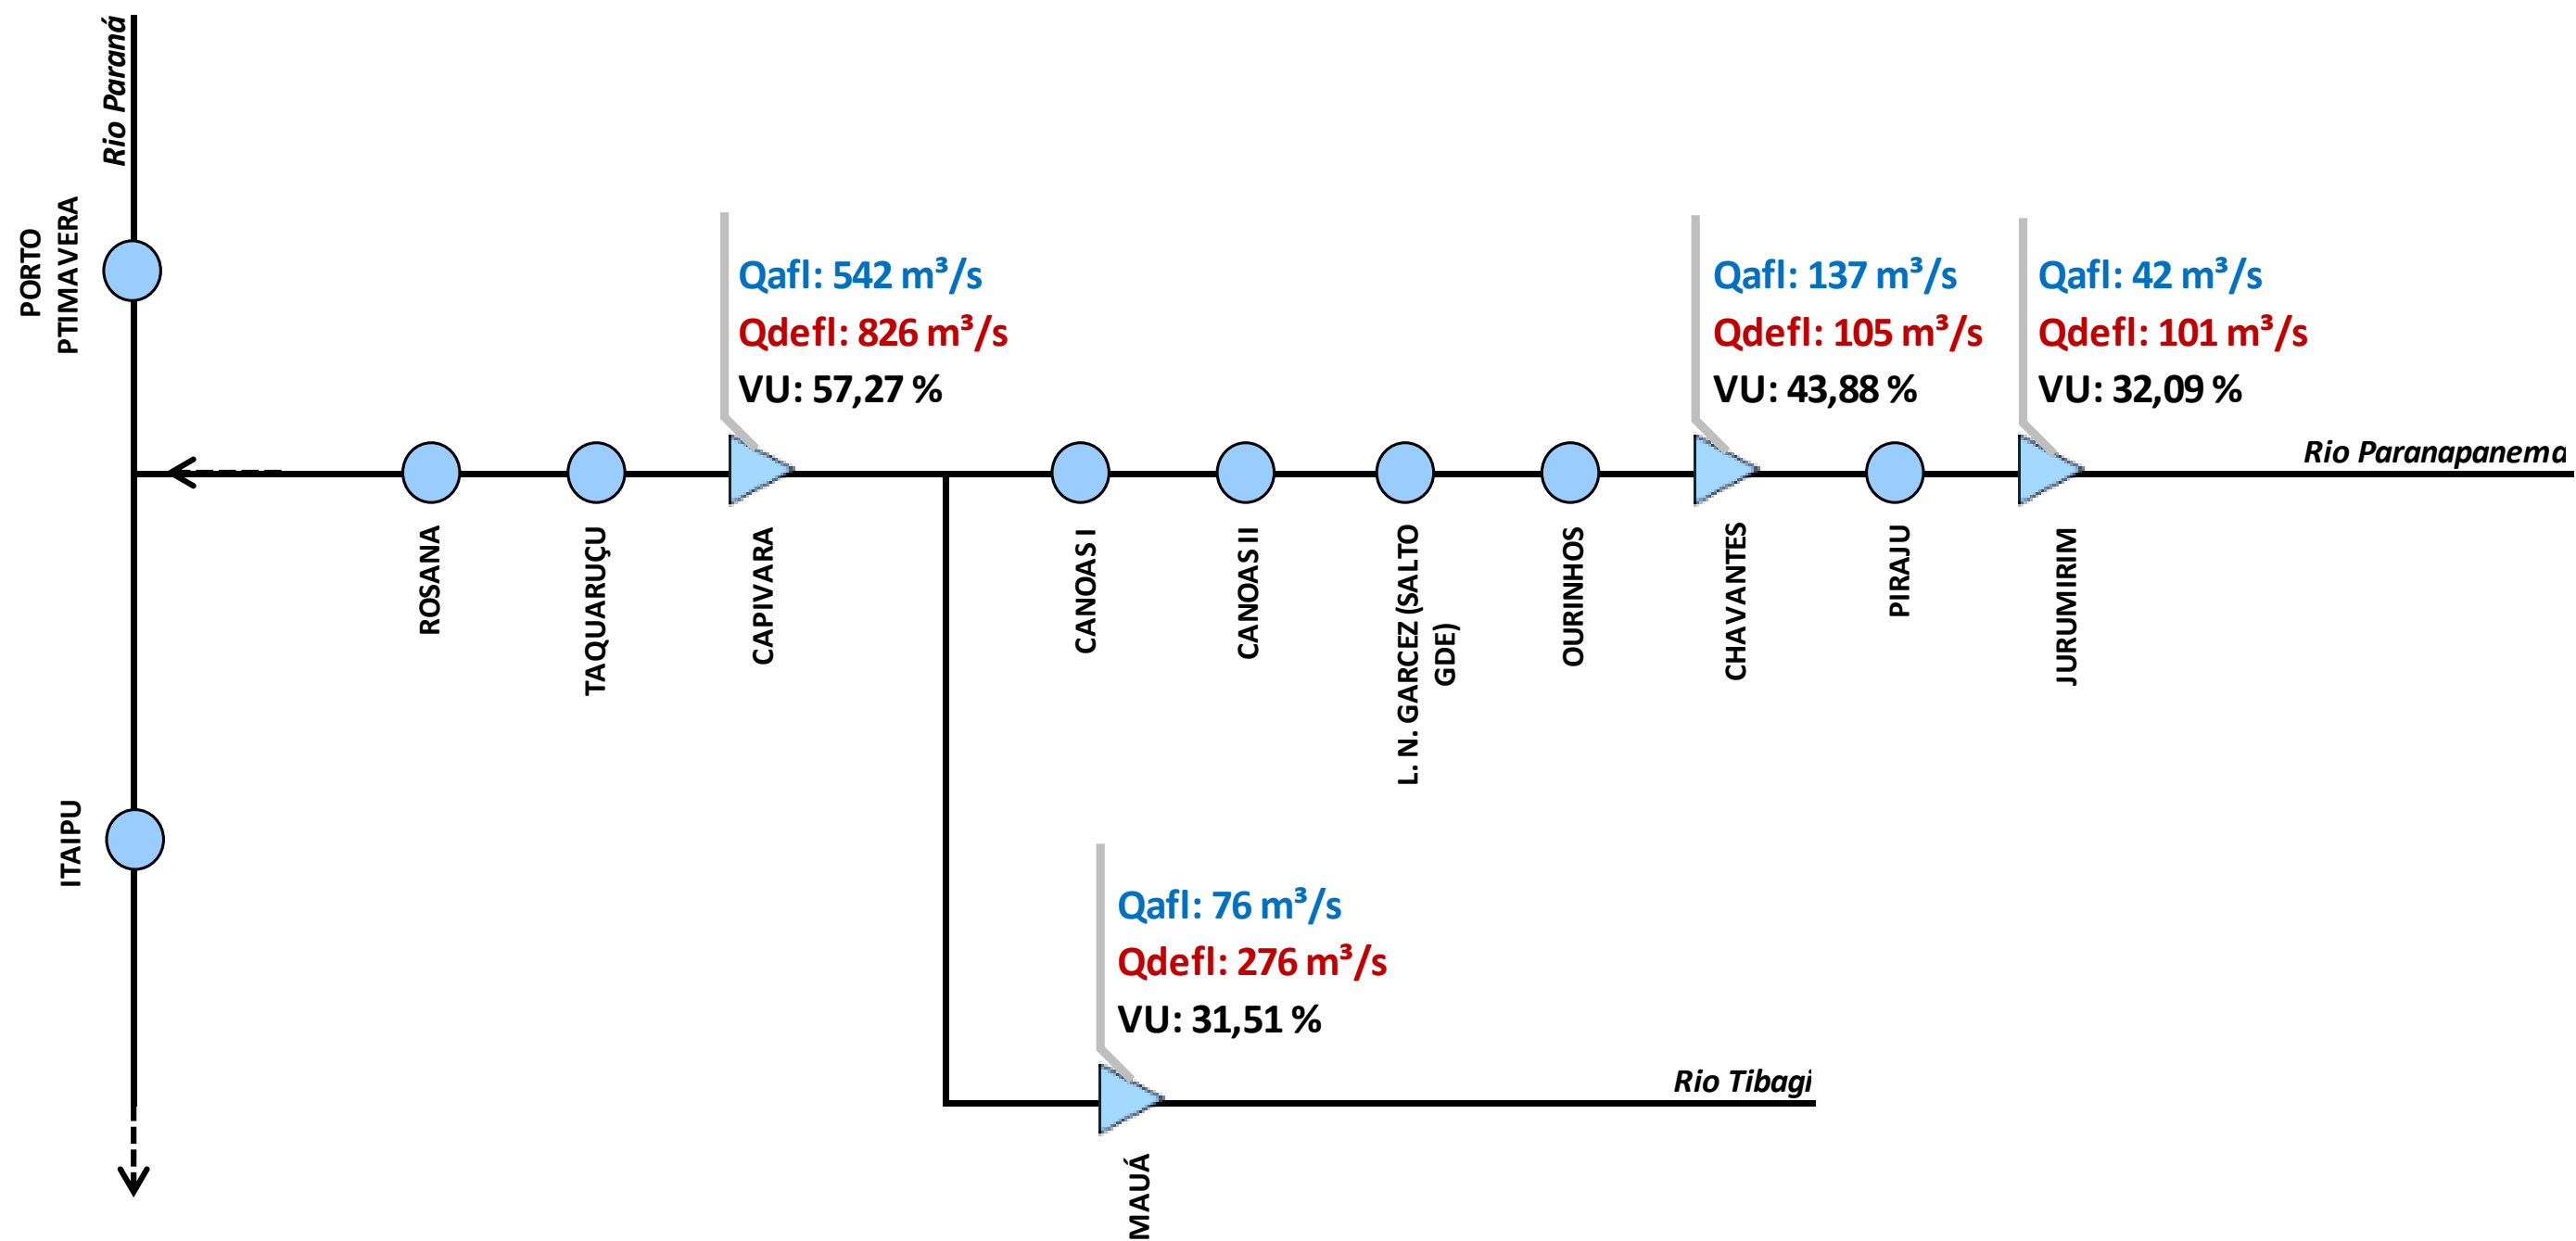 Rio Paraná
PORTO
PTIMAVERA
Qafl: 542 m³/s
Qdefl: 826 m³/s
VU: 57,27 %
Qafl: 137 m³/s
Qdefl: 105 m³/s
VU: 43,88 %
Qafl: 42 m³/s
Qdefl: 101 m³/s
VU: 32,09 %
Rio Paranapanema
ROSANA
TAQUARUÇU
CAPIVARA
CANOAS I
CANOAS II
L. N. GARCEZ (SALTO
GDE)
OURINHOS
CHAVANTES
PIRAJU
JURUMIRIM
ITAIPU
Qafl: 76 m³/s
Qdefl: 276 m³/s
VU: 31,51 %
Rio Tibagi
MAUÁ